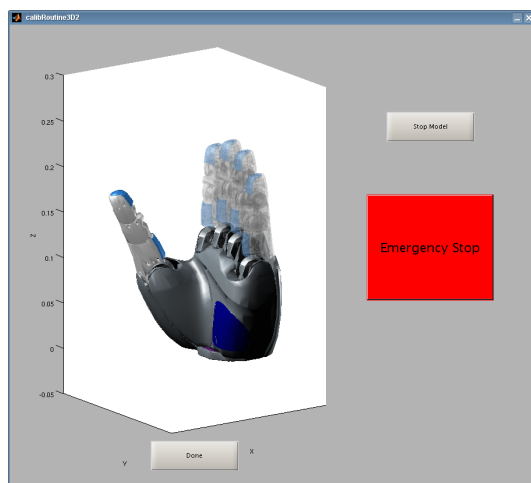 calibRoutine3D2
0.3
0.25
0.2
0.15
0.1
0.05
0
-0.05
z
Stop Model
Emergency Stop
Done
Y
X